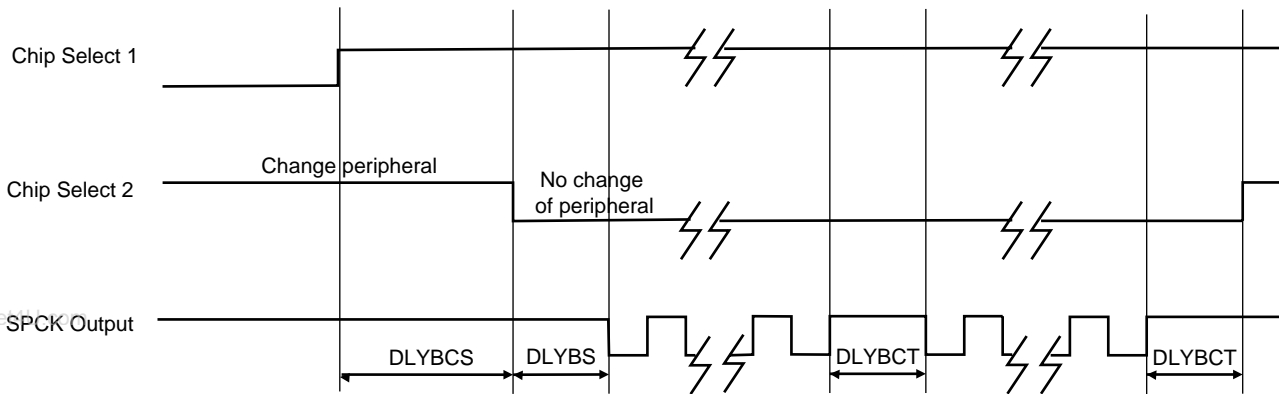 Chip Select 1
Change peripheral
Chip Select 2
No change
of peripheral
SPCK Output
DLYBCS
DLYBS
DLYBCT
DLYBCT